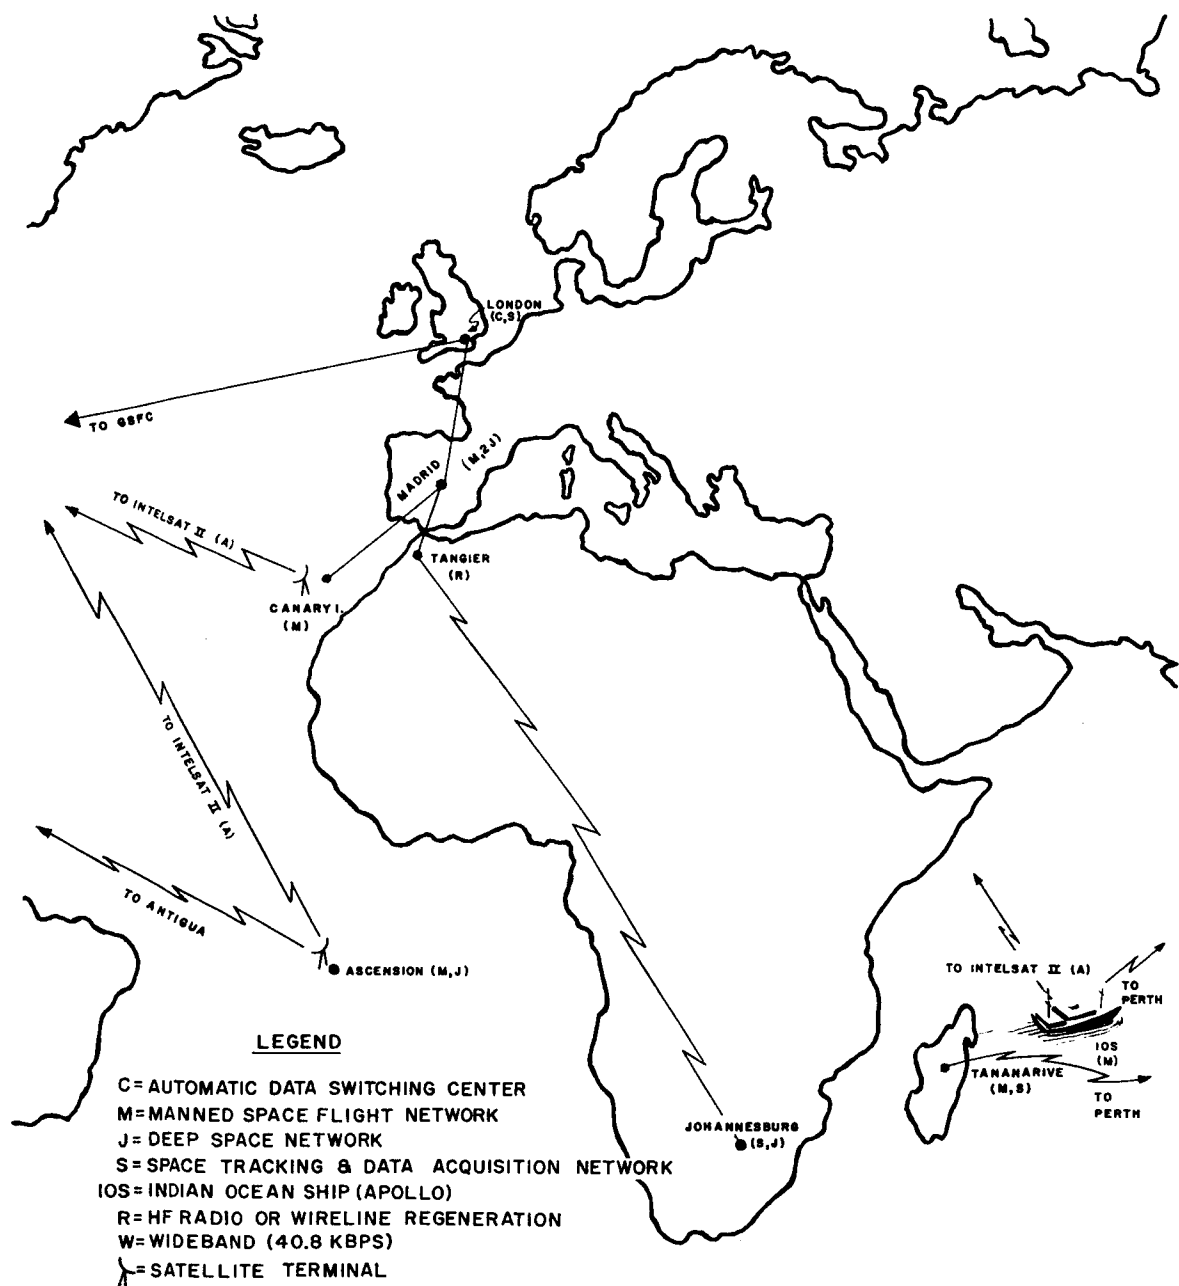 LONDON
(C,S)
TO GSFC
MADRID
(M,2J)
TO INTELSAT II (A)
TANGIER
(R)
CANARY I.
(M)
TO INTELSAT II (A)
TO ANTIGUA
ASCENSION (M,J)
TO INTELSAT II (A)
TO
PERTH
IOS
(M)
TANANARIVE
(M,S)
TO
PERTH
JOHANNESBURG
(S,J)
LEGEND
C= AUTOMATIC DATA SWITCHING CENTER
M= MANNED SPACE FLIGHT NETWORK
J= DEEP SPACE NETWORK
S= SPACE TRACKING & DATA ACQUISITION NETWORK
IOS= INDIAN OCEAN SHIP (APOLLO)
R= HF RADIO OR WIRELINE REGENERATION
W= WIDEBAND (40.8 KBPS)
= SATELLITE TERMINAL